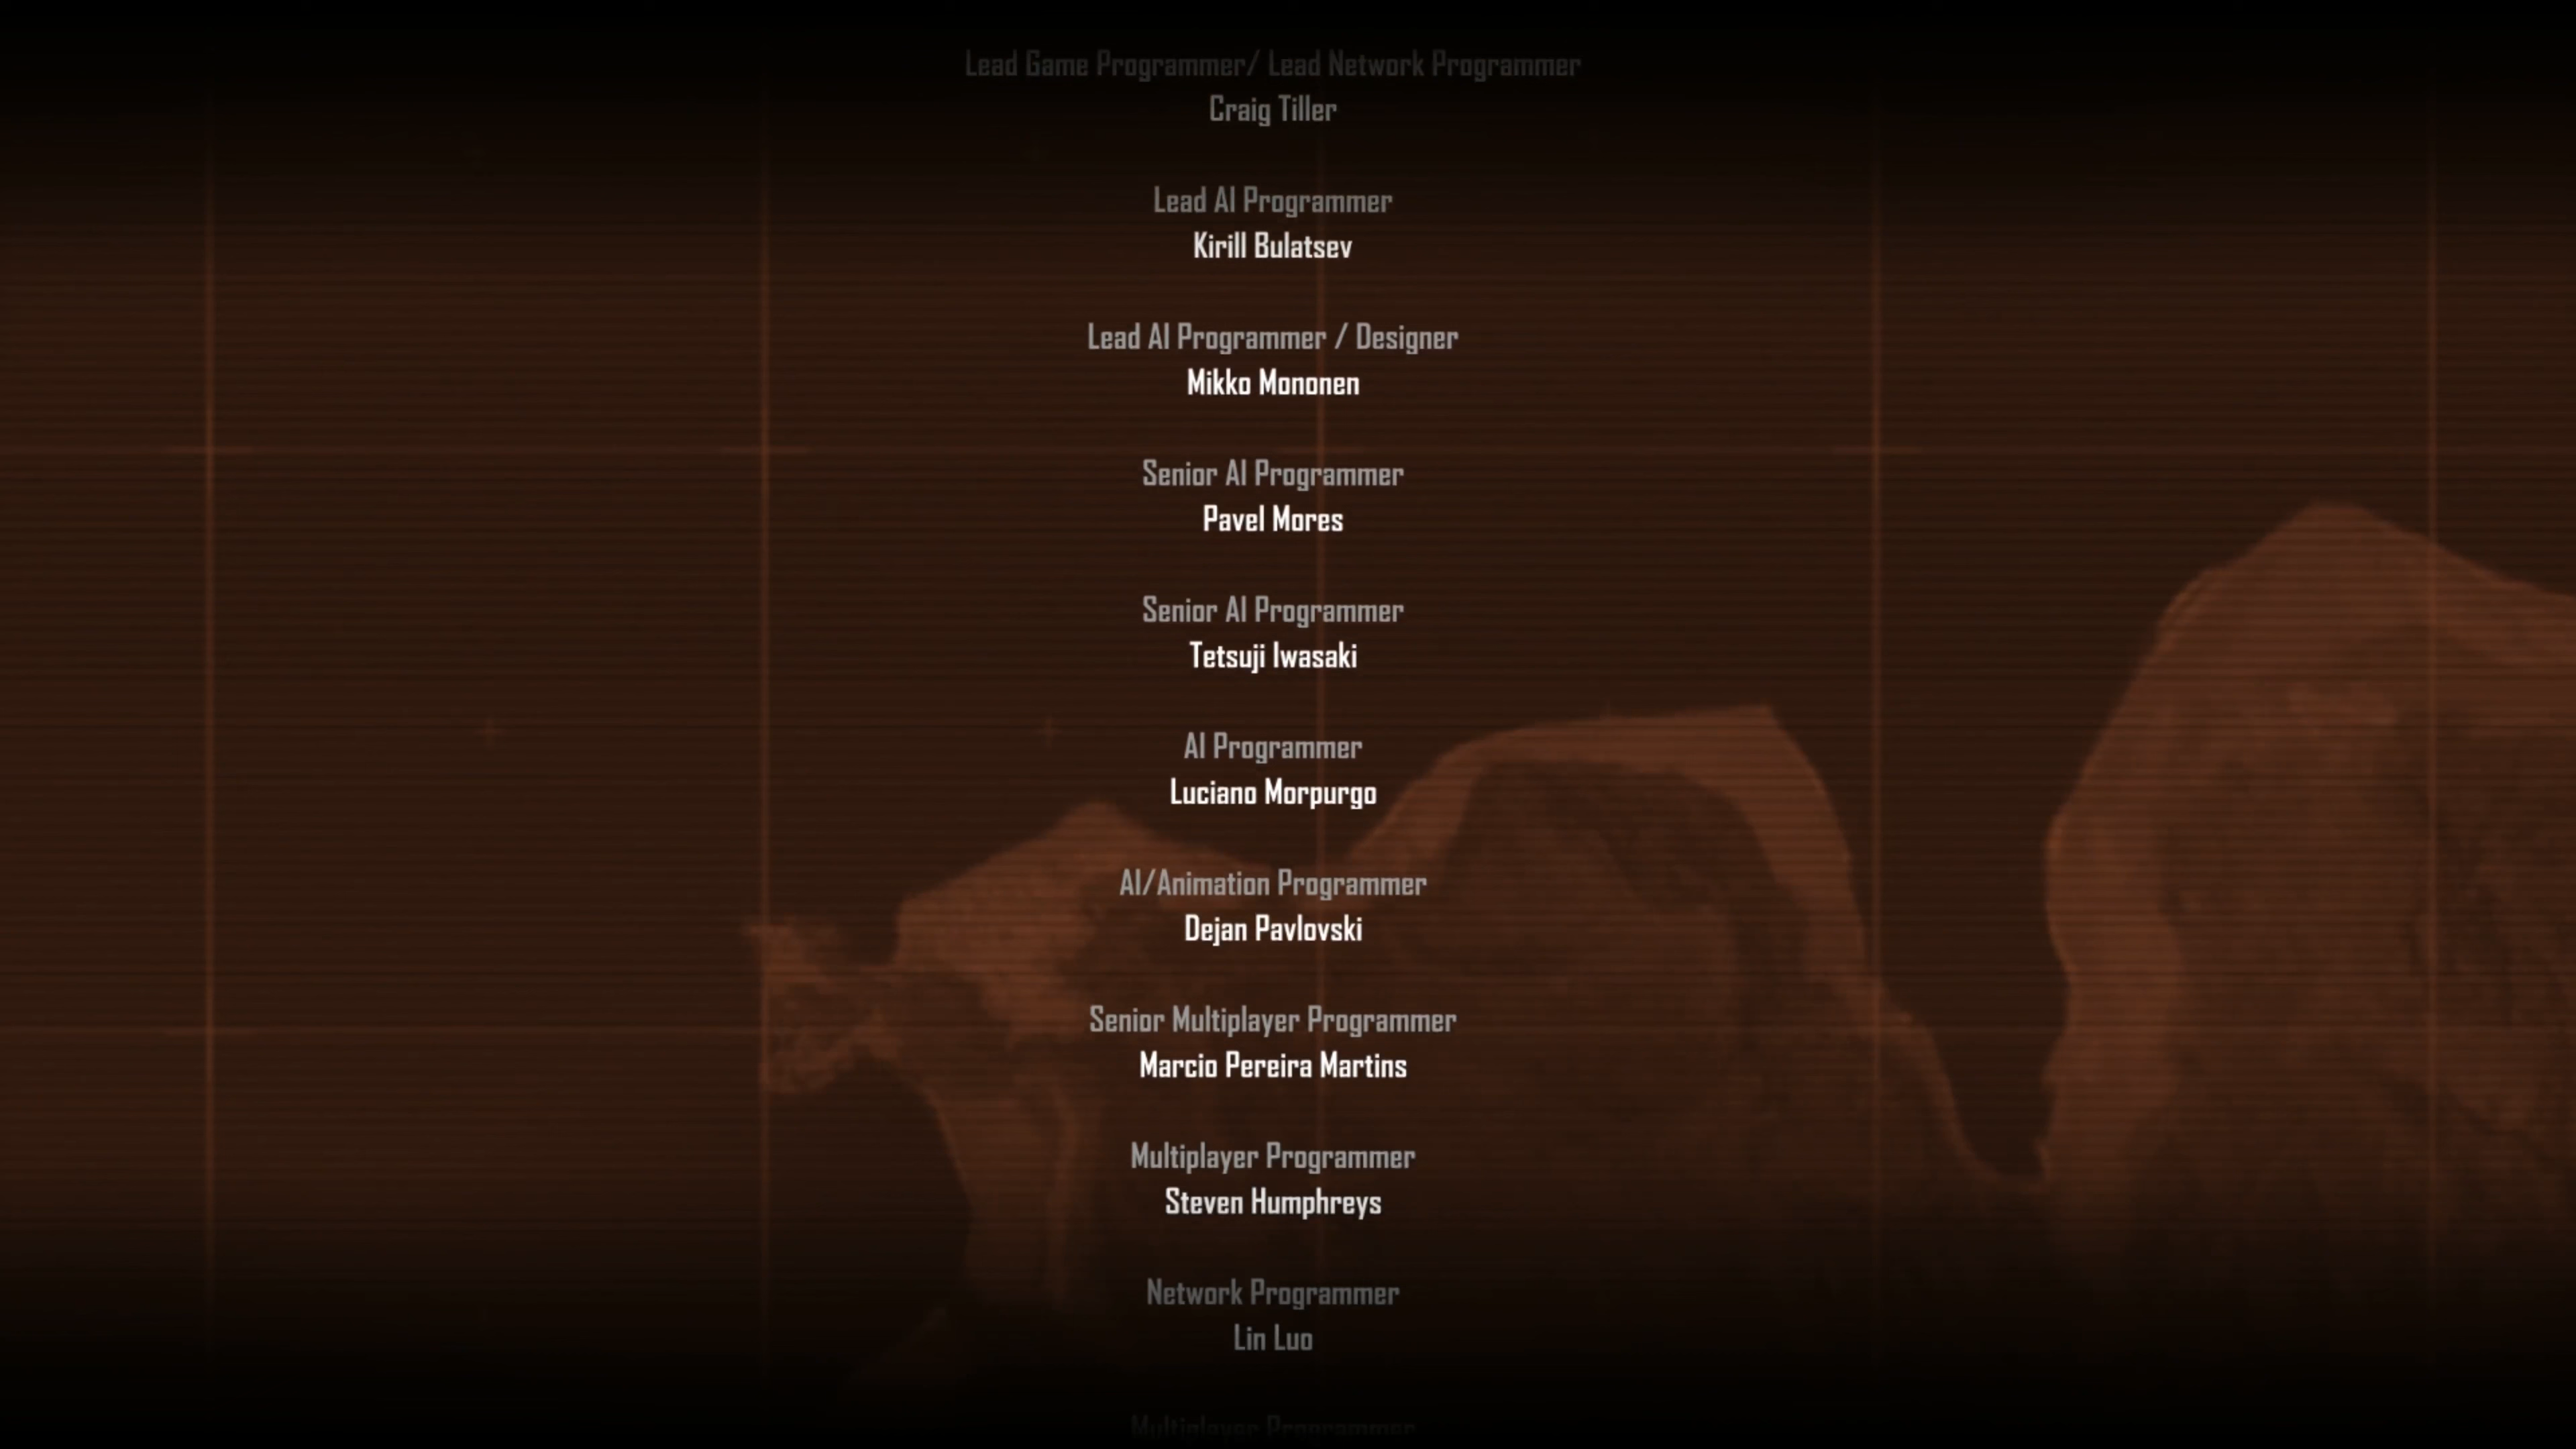 Lead Game Programmer/ Lead Network Programmer
Craig Tiller
Lead AI Programmer
Kirill Bulatsev
Lead AI Programmer / Designer
Mikko Mononen
Senior AI Programmer
Pavel Mores
Senior AI Programmer
Tetsuji Iwasaki
AI Programmer
Luciano Morpurgo
AI/Animation Programmer
Dejan Pavlovski
Senior Multiplayer Programmer
Marcio Pereira Martins
Multiplayer Programmer
Steven Humphreys
Network Programmer
Lin Luo
Multiplayer Programmer